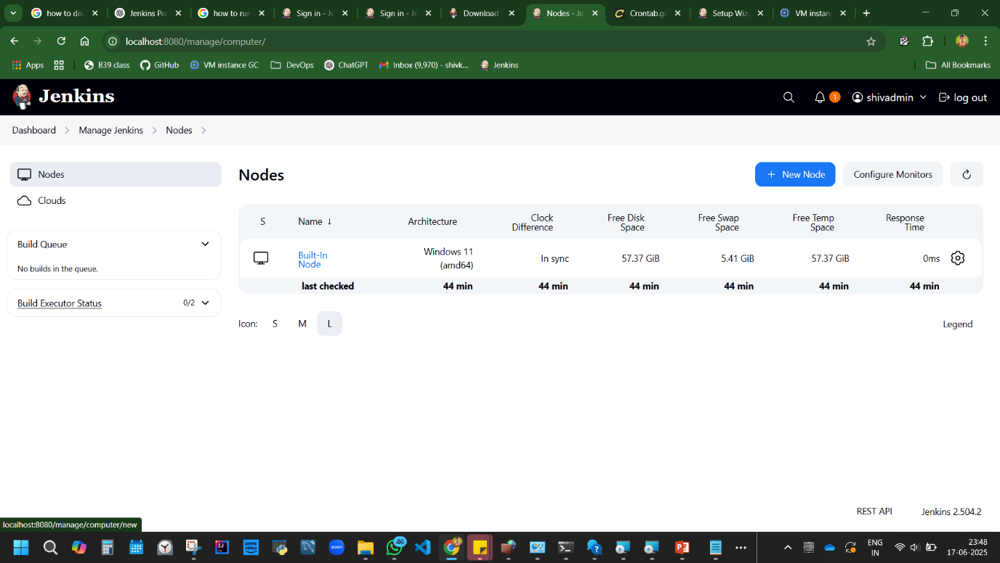 how to dis
Jenkins Po
how to run
Sign in - Je
Sign in - Je
Download
Nodes - Je
Crontab.gu
Setup Wiz
VM instan
localhost:8080/manage/computer/
Apps
B39 class
GitHub
VM instance GC
DevOps
ChatGPT
Inbox (9,970) - shivk...
Jenkins
All Bookmarks
Jenkins
1
shivadmin
log out
Dashboard
Manage Jenkins
Nodes
Nodes
Clouds
Build Queue
No builds in the queue.
Build Executor Status 0/2
Nodes
+ New Node
Configure Monitors
S Name ↓ Architecture Clock Difference Free Disk Space Free Swap Space Free Temp Space Response Time
Built-In Node Windows 11 (amd64) In sync 57.37 GiB 5.41 GiB 57.37 GiB 0ms
last checked 44 min 44 min 44 min 44 min 44 min 44 min
Icon: S M L
Legend
REST API
Jenkins 2.504.2
localhost:8080/manage/computer/new
prime video
zoom
46
ENG
IN
23:48
17-06-2025